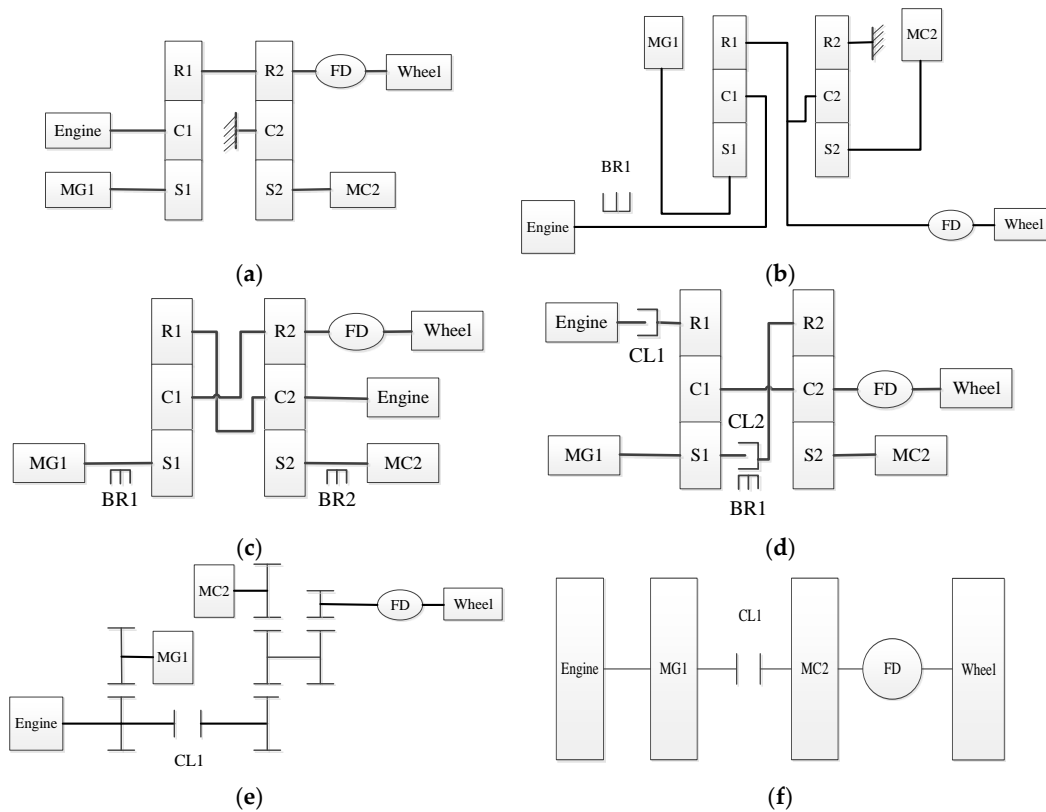 R1 R2 FD Wheel
Engine C1 C2
MG1 S1 S2 MC2
(a)
MG1 R1 R2 MC2
C1 C2
S1 S2
BR1
Engine FD Wheel
(b)
R1 R2 FD Wheel
C1 C2 Engine
MG1 S1 S2 MC2
BR1 BR2
(c)
Engine R1 R2
CL1
C1 C2 FD Wheel
CL2
MG1 S1 S2 MC2
BR1
(d)
MC2
FD Wheel
MG1
Engine
CL1
(e)
CL1
Engine MG1 MC2 FD Wheel
(f)